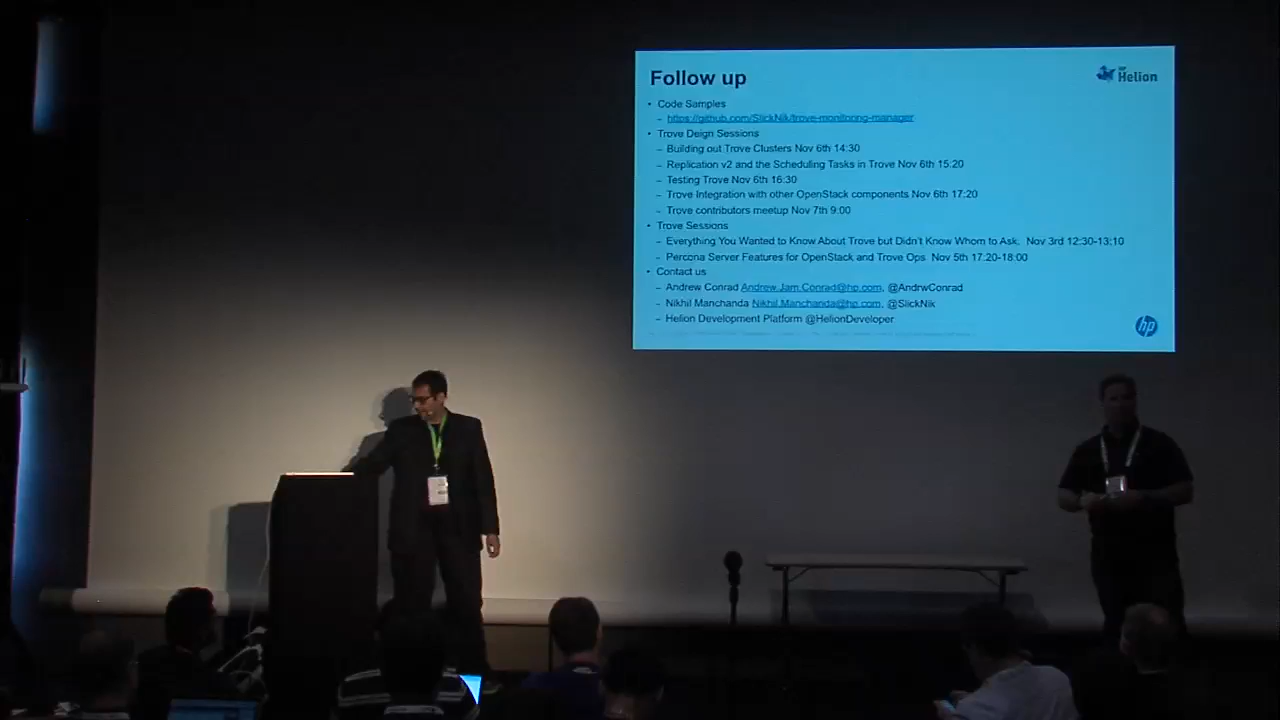 Follow up
HP
Helion
• Code Samples
– https://github.com/SlickNik/trove-monitoring-manager
• Trove Deign Sessions
– Building out Trove Clusters Nov 6th 14:30
– Replication v2 and the Scheduling Tasks in Trove Nov 6th 15:20
– Testing Trove Nov 6th 16:30
– Trove Integration with other OpenStack components Nov 6th 17:20
– Trove contributors meetup Nov 7th 9:00
• Trove Sessions
– Everything You Wanted to Know About Trove but Didn't Know Whom to Ask. Nov 3rd 12:30-13:10
– Percona Server Features for OpenStack and Trove Ops Nov 5th 17:20-18:00
• Contact us
– Andrew Conrad Andrew.Jam.Conrad@hp.com, @AndrwConrad
– Nikhil Manchanda Nikhil.Manchanda@hp.com, @SlickNik
– Helion Development Platform @HelionDeveloper
hp